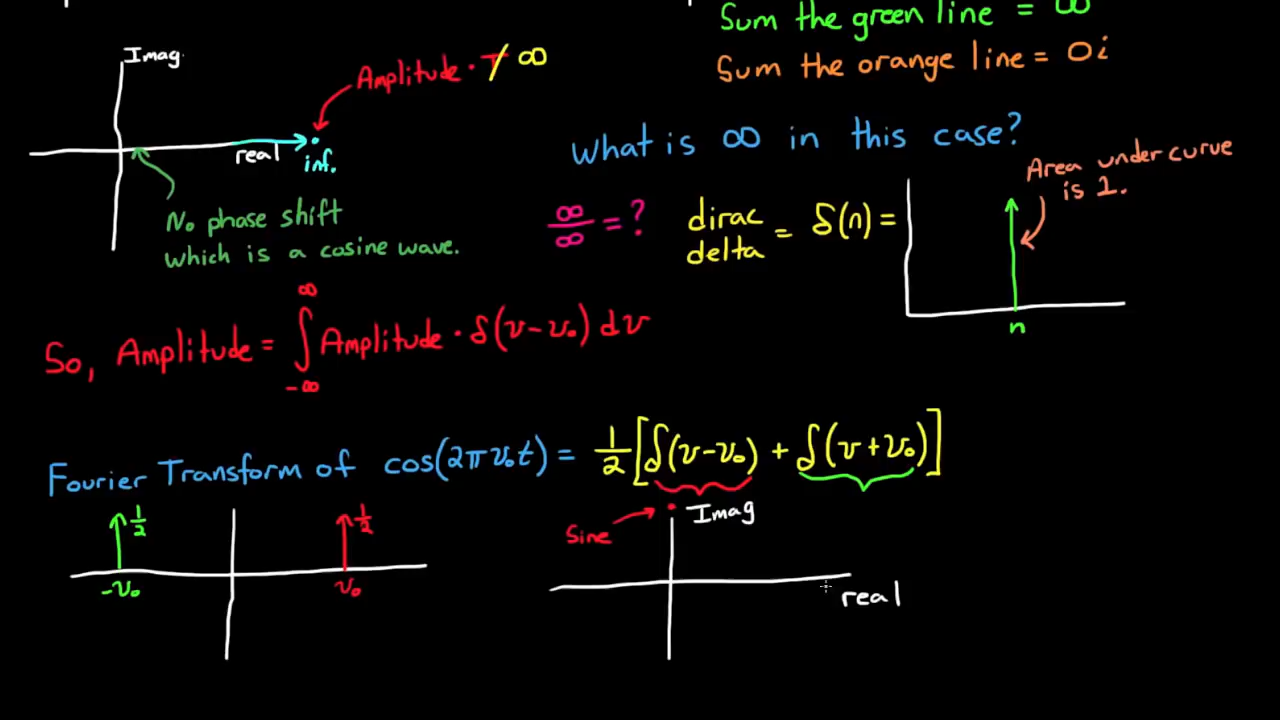 Sum the green line = ∞
Imag
Amplitude · T ∞
Sum the orange line = 0i
real
inf.
What is ∞ in this case?
Area under curve
is 1.
No phase shift
which is a cosine wave.
∞/∞ = ?
dirac
delta
= δ(n) =
n
So, Amplitude = ∫_{-∞}^{∞} Amplitude · δ(ν-ν₀) dν
Fourier Transform of cos(2πν₀t) = 1/2 [δ(ν-ν₀) + δ(ν+ν₀)]
1/2
1/2
-ν₀
ν₀
Sine
Imag
real